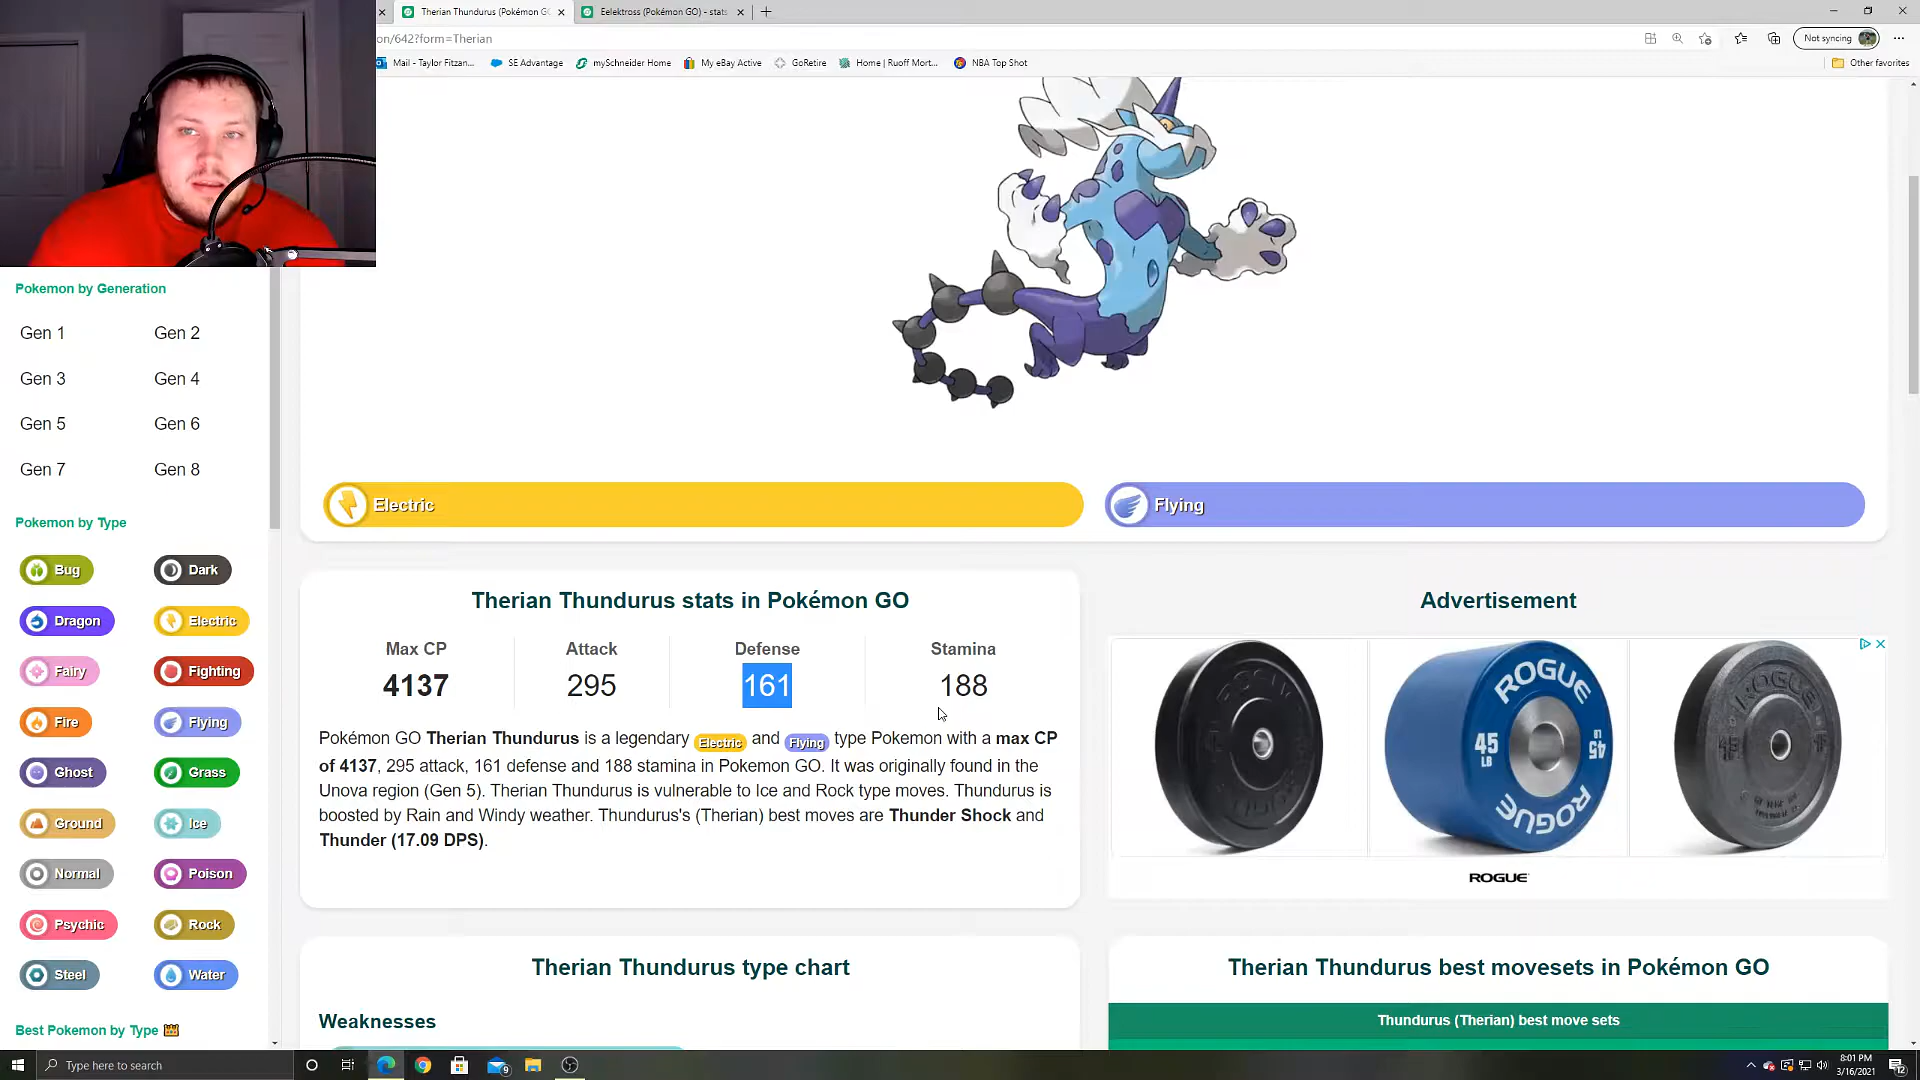 Therian Thundurus (Pokémon G
Eelektross (Pokémon GO) - stats
on/642?form=Therian
Not syncing
Mail - Taylor Fitzan...
SE Advantage
mySchneider Home
My eBay Active
GoRetire
Home | Ruoff Mort...
NBA Top Shot
Other favorites
Pokemon by Generation
Gen 1
Gen 2
Gen 3
Gen 4
Gen 5
Gen 6
Gen 7
Gen 8
Pokemon by Type
Bug
Dark
Dragon
Electric
Fairy
Fighting
Fire
Flying
Ghost
Grass
Ground
Ice
Normal
Poison
Psychic
Rock
Steel
Water
Best Pokemon by Type
Electric
Flying
Therian Thundurus stats in Pokémon GO
Max CP
Attack
Defense
Stamina
4137
295
161
188
Pokémon GO Therian Thundurus is a legendary Electric and Flying type Pokemon with a max CP
of 4137, 295 attack, 161 defense and 188 stamina in Pokemon GO. It was originally found in the
Unova region (Gen 5). Therian Thundurus is vulnerable to Ice and Rock type moves. Thundurus is
boosted by Rain and Windy weather. Thundurus's (Therian) best moves are Thunder Shock and
Thunder (17.09 DPS).
Advertisement
ROGUE
45
LB
45
LB
ROGUE
ROGUE
Therian Thundurus type chart
Weaknesses
Therian Thundurus best movesets in Pokémon GO
Thundurus (Therian) best move sets
Type here to search
9
8:01 PM
3/16/2021
12